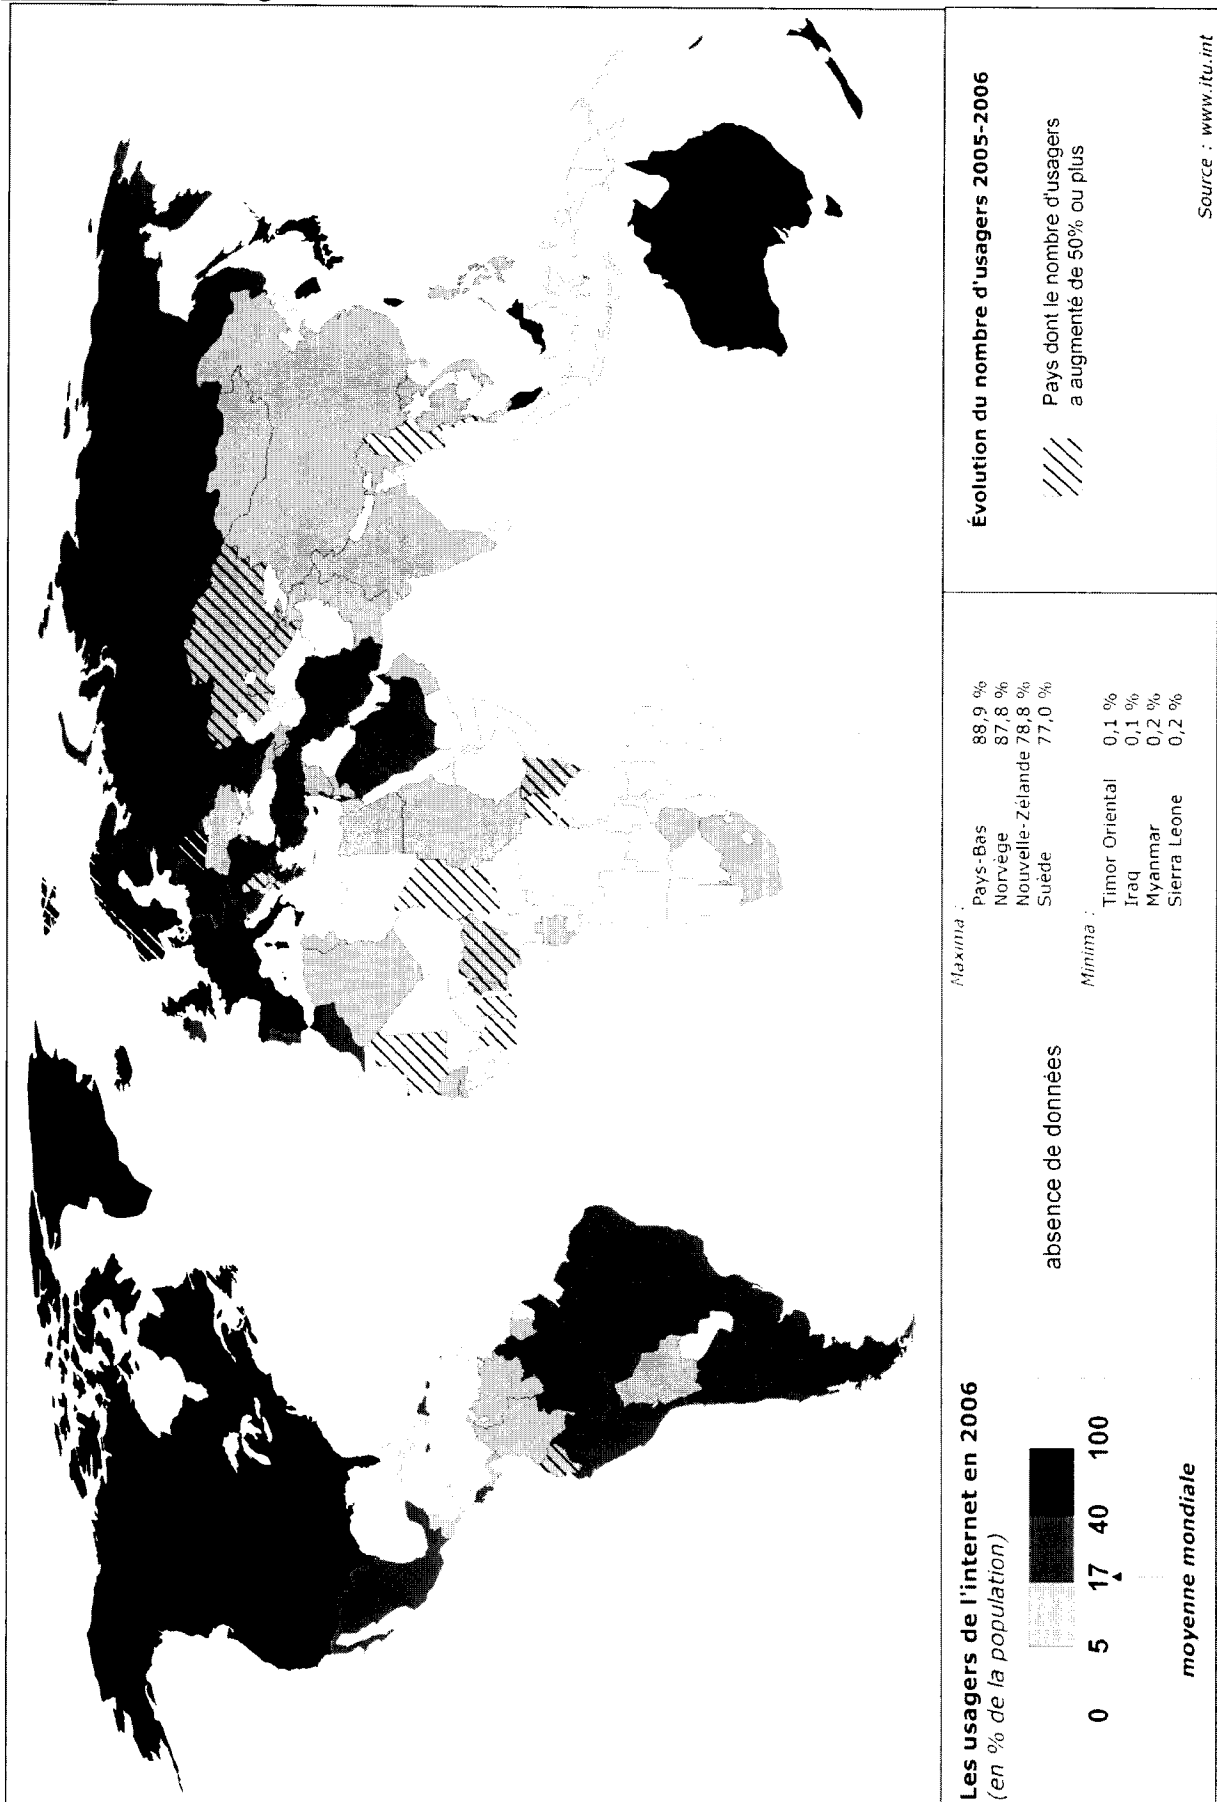 Les usagers de l'internet en 2006
(en % de la population)
0 5 17 40 100
moyenne mondiale
absence de données
Maxima :
Pays-Bas 88,9 %
Norvège 87,8 %
Nouvelle-Zélande 78,8 %
Suède 77,0 %
Minima :
Timor Oriental 0,1 %
Iraq 0,1 %
Myanmar 0,2 %
Sierra Leone 0,2 %
Évolution du nombre d'usagers 2005-2006
Pays dont le nombre d'usagers
a augmenté de 50% ou plus
Source : www.itu.int